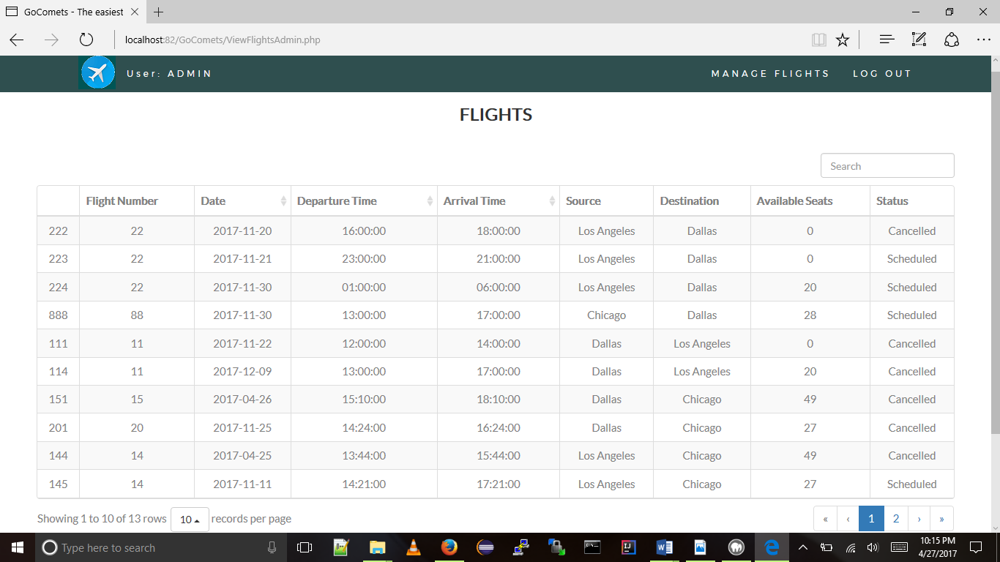 GoComets - The easiest
localhost:82/GoComets/ViewFlightsAdmin.php
User: ADMIN MANAGE FLIGHTS LOG OUT
FLIGHTS
Search
Flight Number Date Departure Time Arrival Time Source Destination Available Seats Status
222 22 2017-11-20 16:00:00 18:00:00 Los Angeles Dallas 0 Cancelled
223 22 2017-11-21 23:00:00 21:00:00 Los Angeles Dallas 0 Scheduled
224 22 2017-11-30 01:00:00 06:00:00 Los Angeles Dallas 20 Scheduled
888 88 2017-11-30 13:00:00 17:00:00 Chicago Dallas 28 Scheduled
111 11 2017-11-22 12:00:00 14:00:00 Dallas Los Angeles 0 Cancelled
114 11 2017-12-09 13:00:00 17:00:00 Dallas Los Angeles 20 Cancelled
151 15 2017-04-26 15:10:00 18:10:00 Dallas Chicago 49 Cancelled
201 20 2017-11-25 14:24:00 16:24:00 Dallas Chicago 27 Cancelled
144 14 2017-04-25 13:44:00 15:44:00 Los Angeles Chicago 49 Cancelled
145 14 2017-11-11 14:21:00 17:21:00 Los Angeles Chicago 27 Scheduled
Showing 1 to 10 of 13 rows 10 records per page « ‹ 1 2 › »
Type here to search
10:15 PM
4/27/2017